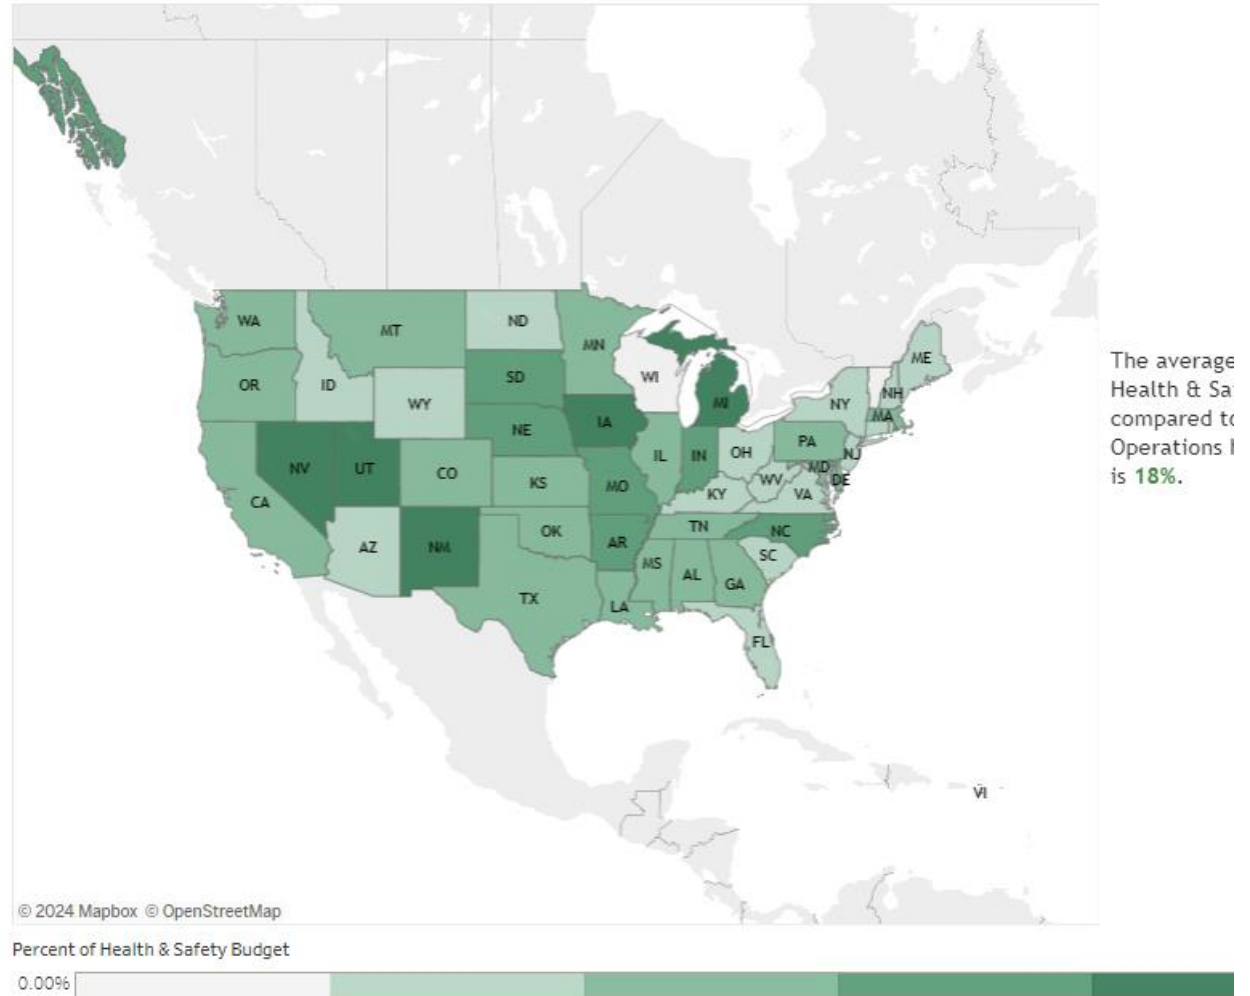 WA
MT
ND
MN
ME
OR
ID
SD
WI
NH
WY
NY
MA
MI
NE
IA
PA
NV
UT
CO
IL
IN
OH
NJ
MD
KS
MO
WV
DE
CA
KY
VA
OK
TN
NC
AZ
NM
AR
SC
MS
AL
GA
TX
LA
FL
VI
The average
Health & Sa
compared to
Operations
is 18%.
© 2024 Mapbox © OpenStreetMap
Percent of Health & Safety Budget
0.00%